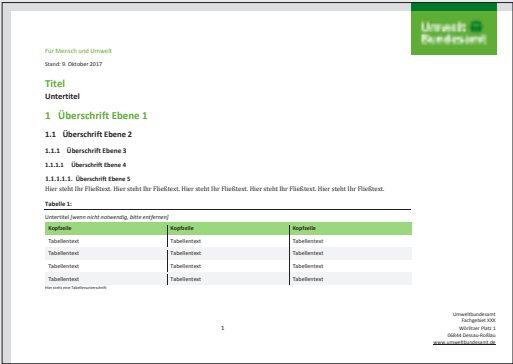 Umwelt
Bundesamt
Für Mensch und Umwelt
Stand: 9. Oktober 2017
Titel
Untertitel
1 Überschrift Ebene 1
1.1 Überschrift Ebene 2
1.1.1 Überschrift Ebene 3
1.1.1.1 Überschrift Ebene 4
1.1.1.1.1. Überschrift Ebene 5
Hier steht Ihr Fließtext. Hier steht Ihr Fließtext. Hier steht Ihr Fließtext. Hier steht Ihr Fließtext. Hier steht Ihr Fließtext.
Tabelle 1:
Untertitel [wenn nicht notwendig, bitte entfernen]
Kopfzeile Kopfzeile Kopfzeile
Tabellentext Tabellentext Tabellentext
Tabellentext Tabellentext Tabellentext
Tabellentext Tabellentext Tabellentext
Tabellentext Tabellentext Tabellentext
Hier steht eine Tabellenunterschrift
1
Umweltbundesamt
Fachgebiet XXX
Wörlitzer Platz 1
06844 Dessau-Roßlau
www.umweltbundesamt.de